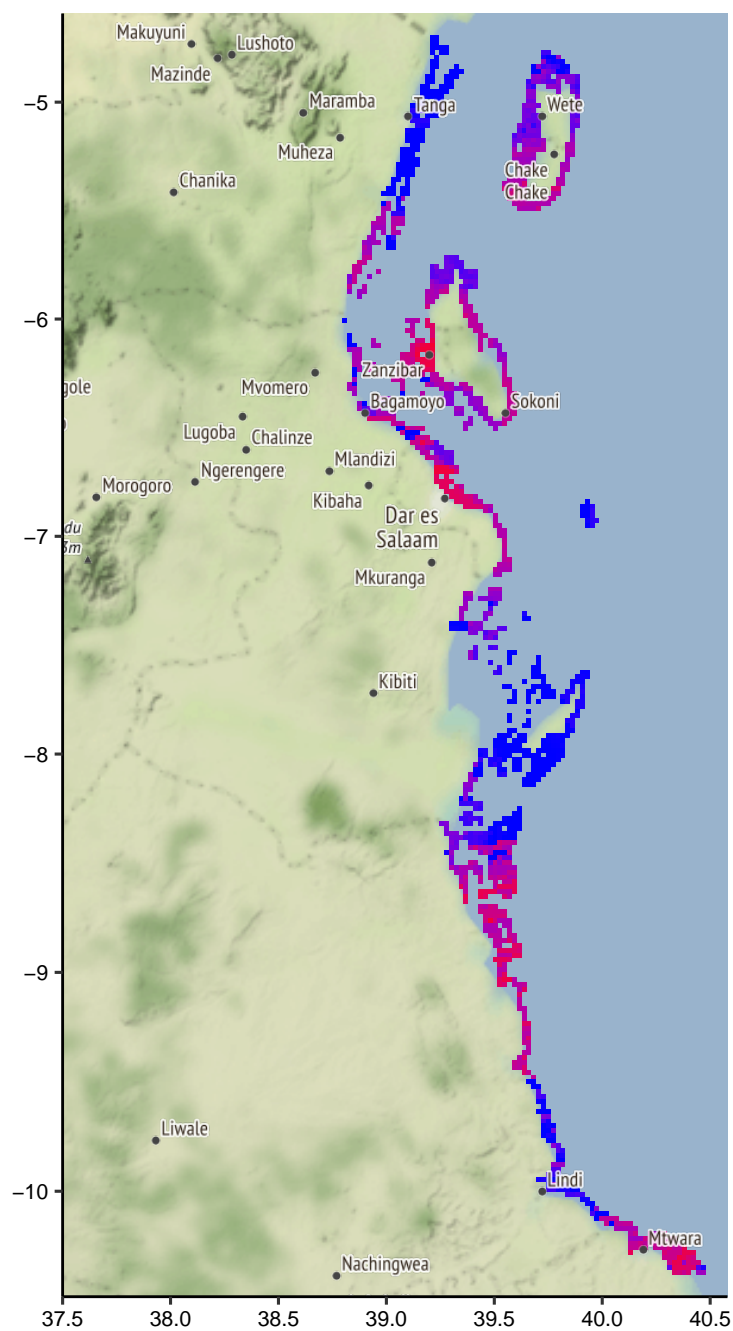 Makuyuni
Lushoto
Mazinde
−5
Maramba
Tanga
Wete
Muheza
Chake
Chake
Chanika
−6
Zanzibar
gole
Mvomero
Bagamoyo
Sokoni
Lugoba
Chalinze
Mlandizi
Ngerengere
Morogoro
Kibaha
Dar es
Salaam
du
−7
5m
Mkuranga
Kibiti
−8
−9
Liwale
Lindi
−10
Mtwara
Nachingwea
37.5 38.0 38.5 39.0 39.5 40.0 40.5